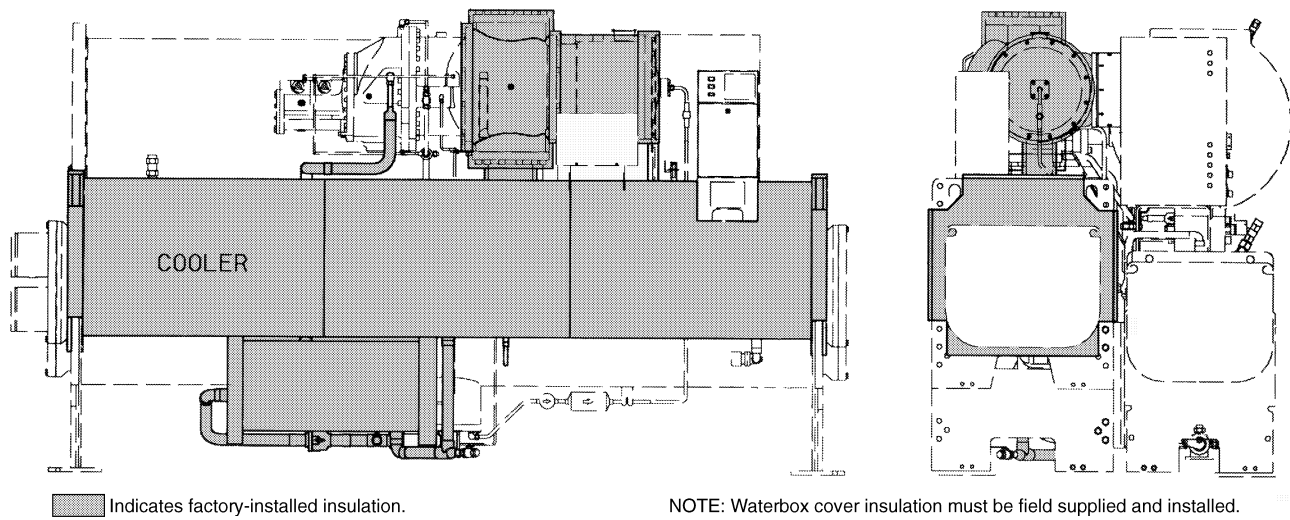 COOLER
Indicates factory-installed insulation.
NOTE: Waterbox cover insulation must be field supplied and installed.